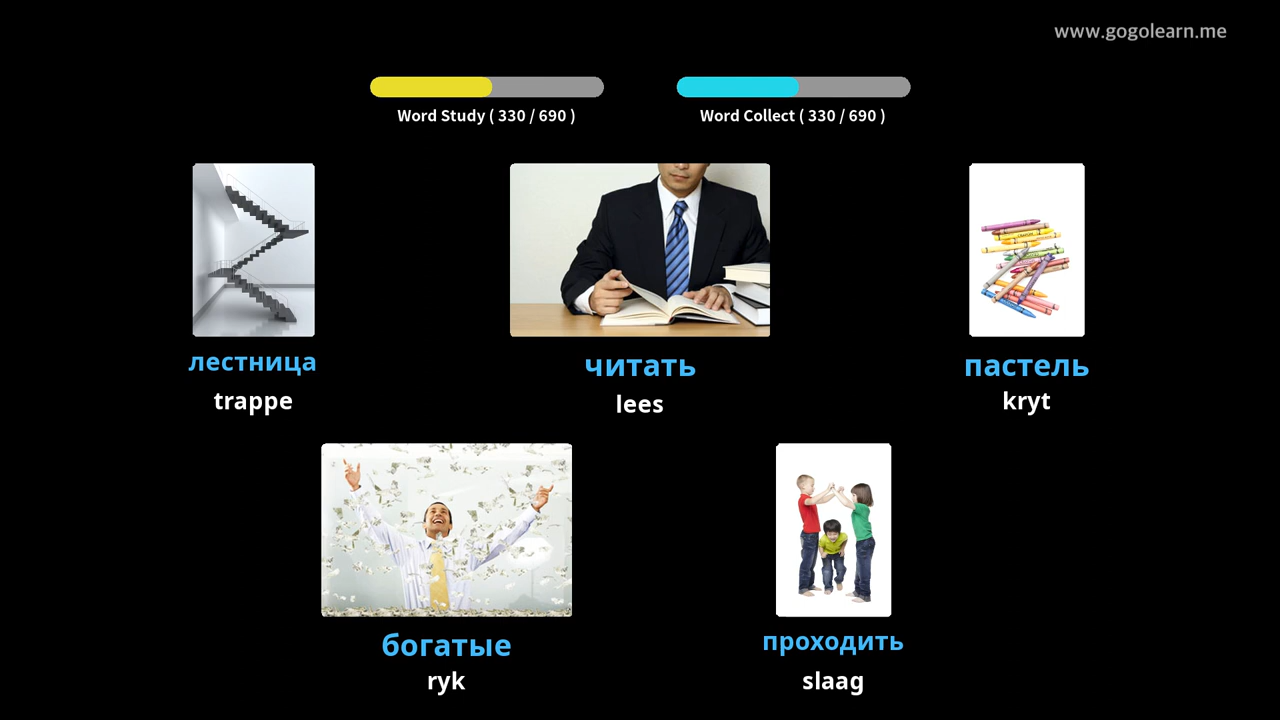 www.gogolearn.me
Word Study ( 330 / 690 )
Word Collect ( 330 / 690 )
лестница
trappe
читать
lees
пастель
kryt
богатые
ryk
проходить
slaag